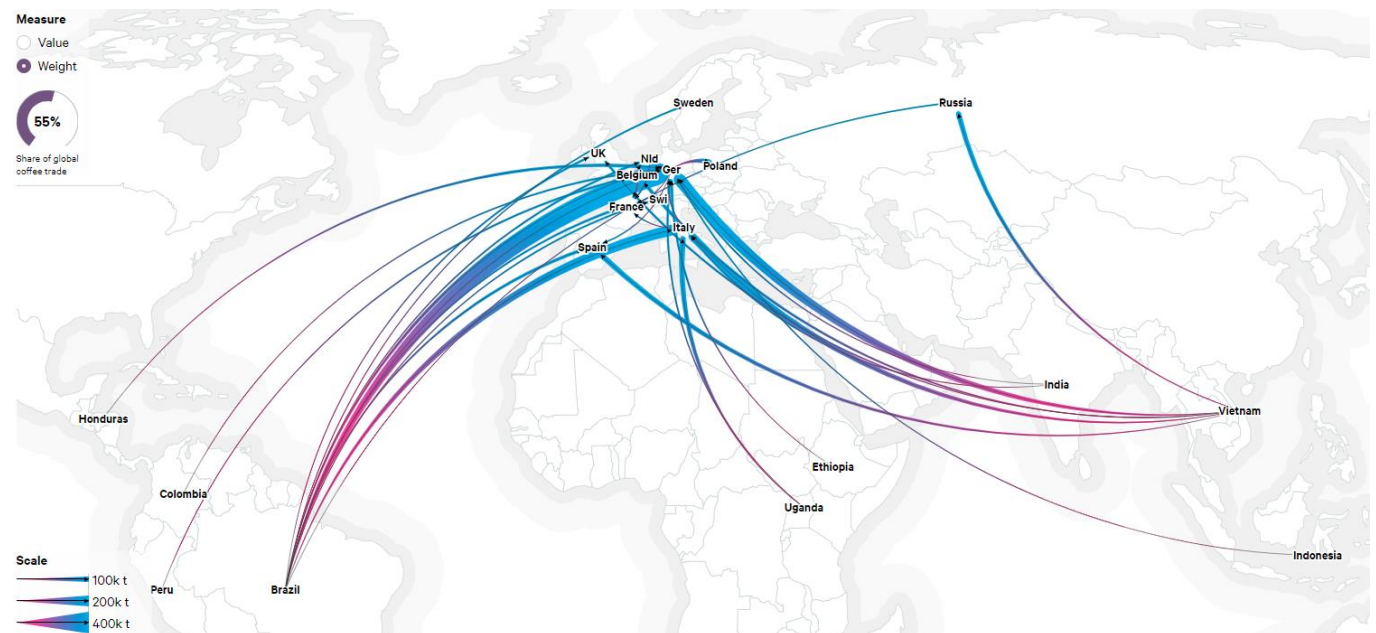 Measure
Value
Weight
55%
Share of global
coffee trade
Sweden
Russia
UK
Nld
Poland
Belgium
Ger
Swi
France
Italy
Spain
India
Vietnam
Honduras
Ethiopia
Colombia
Uganda
Indonesia
Peru
Brazil
Scale
100k t
200k t
400k t